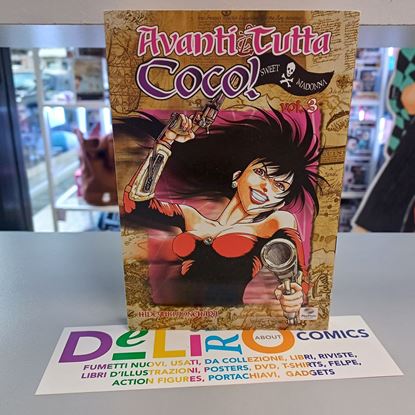 Avanti Tutta
Coco!
SWEET MADONNA
vol. 3
DELIRO ABOUT COMICS
FUMETTI NUOVI, USATI, DA COLLEZIONE, LIBRI, RIVISTE,
LIBRI D'ILLUSTRAZIONI, POSTERS, DVD, T-SHIRTS, FELPE,
ACTION FIGURES, PORTACHIAVI, GADGETS